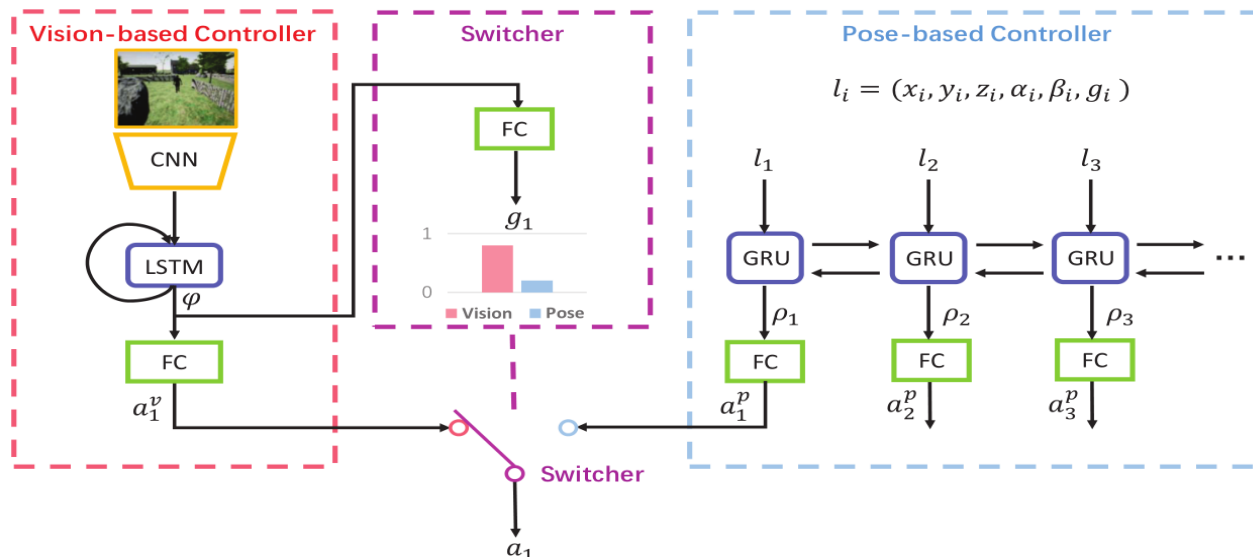 Vision-based Controller
CNN
LSTM
φ
FC
a_1^v
Switcher
FC
g_1
1
0
Vision
Pose
Switcher
a_1
Pose-based Controller
l_i = (x_i, y_i, z_i, α_i, β_i, g_i )
l_1 l_2 l_3
GRU GRU GRU ...
ρ_1 ρ_2 ρ_3
FC FC FC
a_1^p a_2^p a_3^p